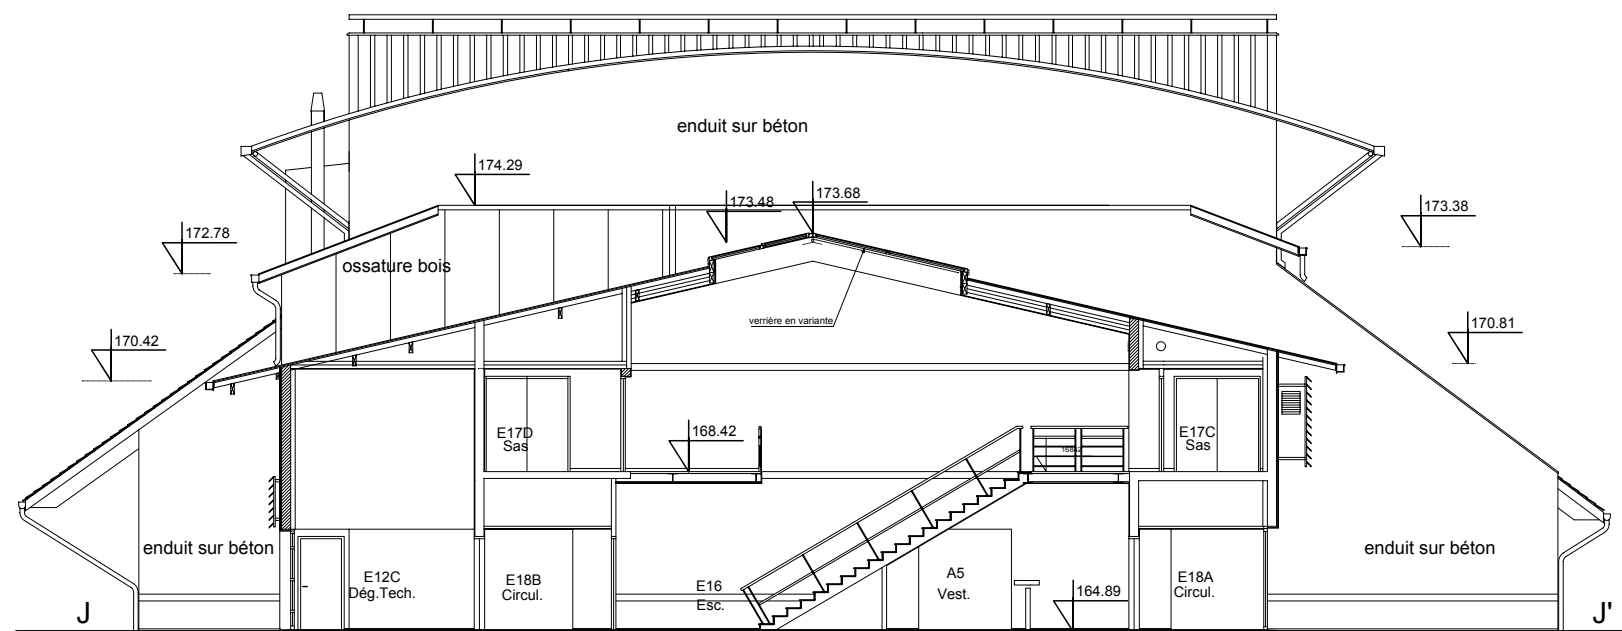 enduit sur béton
174.29
173.48
173.68
173.38
172.78
ossature bois
verrière en variante
170.42
170.81
E17D
Sas
168.42
16842
E17C
Sas
enduit sur béton
enduit sur béton
E12C
Dég.Tech.
E18B
Circul.
E16
Esc.
A5
Vest.
164.89
E18A
Circul.
J
J'